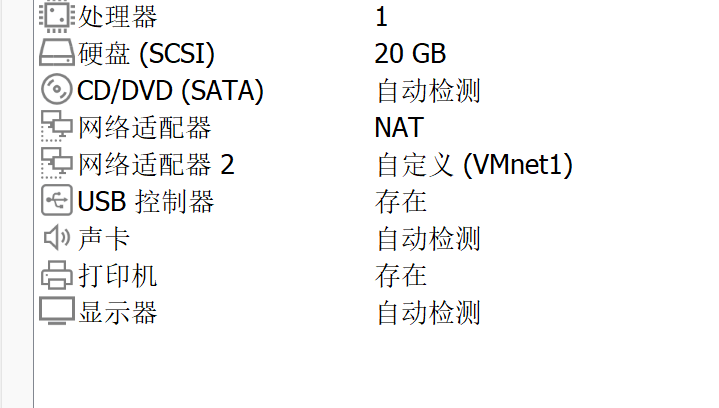 处理器 1
硬盘 (SCSI) 20 GB
CD/DVD (SATA) 自动检测
网络适配器 NAT
网络适配器 2 自定义 (VMnet1)
USB 控制器 存在
声卡 自动检测
打印机 存在
显示器 自动检测